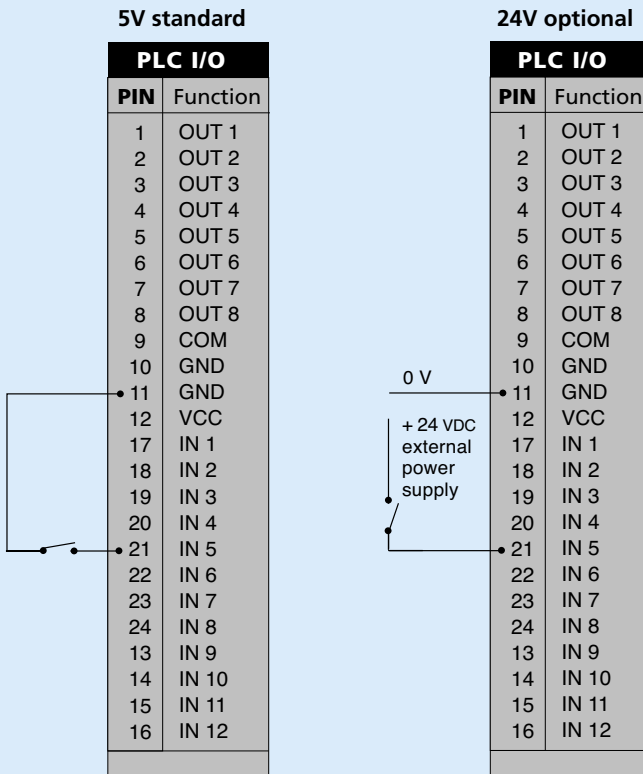 5V standard
PLC I/O
PIN Function
1 OUT 1
2 OUT 2
3 OUT 3
4 OUT 4
5 OUT 5
6 OUT 6
7 OUT 7
8 OUT 8
9 COM
10 GND
11 GND
12 VCC
17 IN 1
18 IN 2
19 IN 3
20 IN 4
21 IN 5
22 IN 6
23 IN 7
24 IN 8
13 IN 9
14 IN 10
15 IN 11
16 IN 12
24V optional
PLC I/O
PIN Function
1 OUT 1
2 OUT 2
3 OUT 3
4 OUT 4
5 OUT 5
6 OUT 6
7 OUT 7
8 OUT 8
9 COM
10 GND
11 GND
12 VCC
17 IN 1
18 IN 2
19 IN 3
20 IN 4
21 IN 5
22 IN 6
23 IN 7
24 IN 8
13 IN 9
14 IN 10
15 IN 11
16 IN 12
0 V
+ 24 VDC
external
power
supply